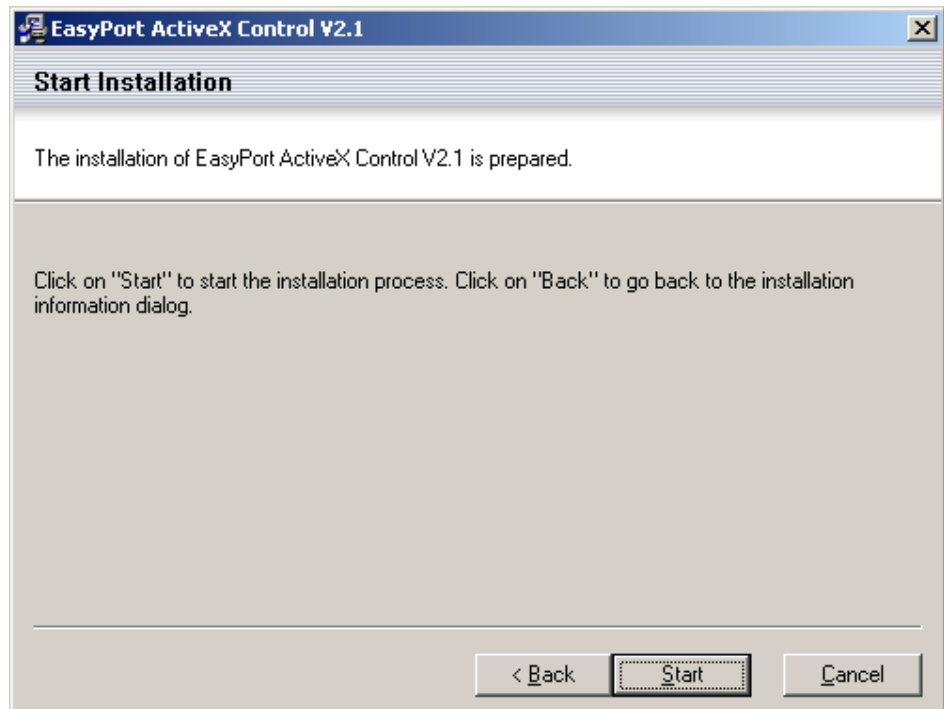 EasyPort ActiveX Control V2.1
Start Installation
The installation of EasyPort ActiveX Control V2.1 is prepared.
Click on "Start" to start the installation process. Click on "Back" to go back to the installation
information dialog.
< Back Start Cancel